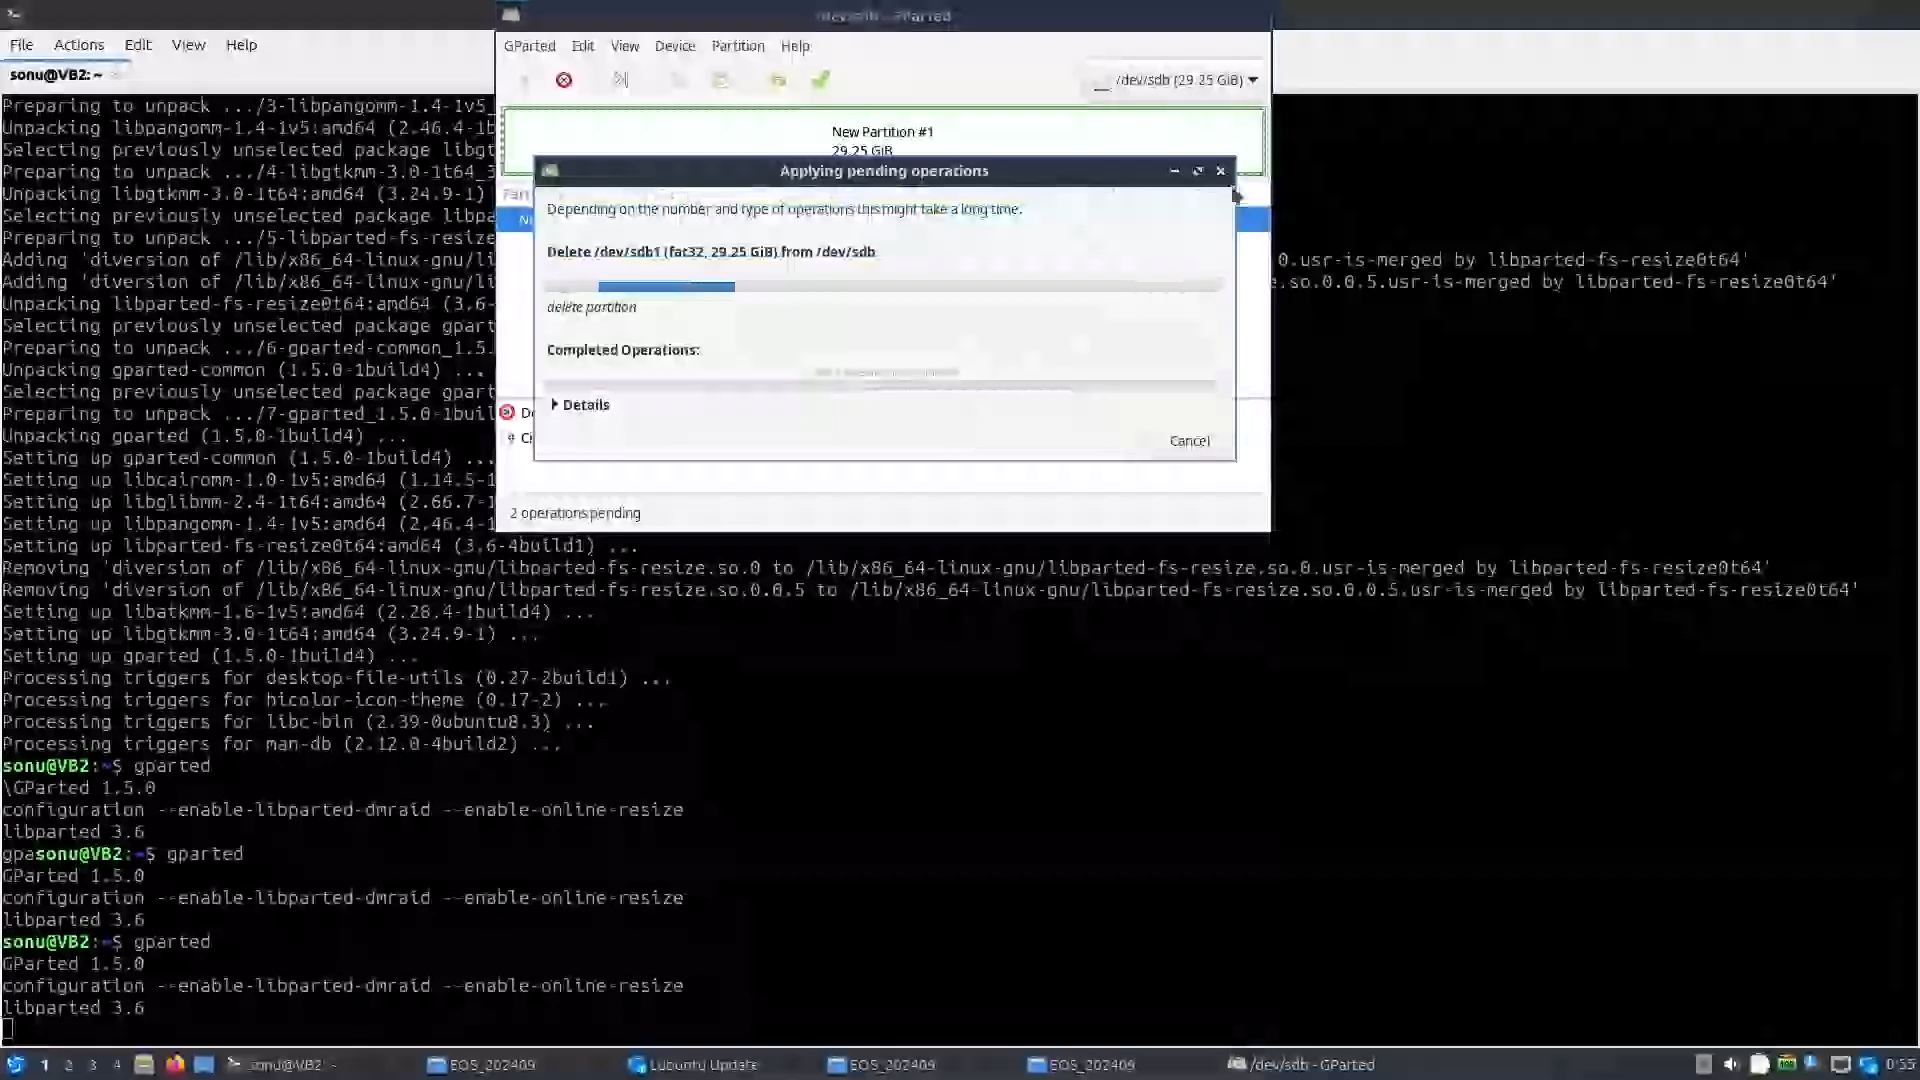 /dev/sdb - GParted
File Actions Edit View Help
sonu@VB2: ~
GParted Edit View Device Partition Help
/dev/sdb (29.25 GiB)
New Partition #1
29.25 GiB
Applying pending operations
Depending on the number and type of operations this might take a long time.
Delete /dev/sdb1 (fat32, 29.25 GiB) from /dev/sdb
delete partition
Completed Operations:
Details
Cancel
2 operations pending
Preparing to unpack .../3-libpangomm-1.4-1v5_
Unpacking libpangomm-1.4-1v5:amd64 (2.46.4-1b
Selecting previously unselected package libgt
Preparing to unpack .../4-libgtkmm-3.0-1t64_3
Unpacking libgtkmm-3.0-1t64:amd64 (3.24.9-1)
Selecting previously unselected package libpa
Preparing to unpack .../5-libparted-fs-resize
Adding 'diversion of /lib/x86_64-linux-gnu/li 0.usr-is-merged by libparted-fs-resize0t64'
Adding 'diversion of /lib/x86_64-linux-gnu/li .so.0.0.5.usr-is-merged by libparted-fs-resize0t64'
Unpacking libparted-fs-resize0t64:amd64 (3.6-
Selecting previously unselected package gpart
Preparing to unpack .../6-gparted-common_1.5.
Unpacking gparted-common (1.5.0-1build4) ...
Selecting previously unselected package gpart
Preparing to unpack .../7-gparted_1.5.0-1buil
Unpacking gparted (1.5.0-1build4) ...
Setting up gparted-common (1.5.0-1build4) ...
Setting up libcairomm-1.0-1v5:amd64 (1.14.5-1
Setting up libglibmm-2.4-1t64:amd64 (2.66.7-1
Setting up libpangomm-1.4-1v5:amd64 (2.46.4-1
Setting up libparted-fs-resize0t64:amd64 (3.6-4build1) ...
Removing 'diversion of /lib/x86_64-linux-gnu/libparted-fs-resize.so.0 to /lib/x86_64-linux-gnu/libparted-fs-resize.so.0.usr-is-merged by libparted-fs-resize0t64'
Removing 'diversion of /lib/x86_64-linux-gnu/libparted-fs-resize.so.0.0.5 to /lib/x86_64-linux-gnu/libparted-fs-resize.so.0.0.5.usr-is-merged by libparted-fs-resize0t64'
Setting up libatkmm-1.6-1v5:amd64 (2.28.4-1build4) ...
Setting up libgtkmm-3.0-1t64:amd64 (3.24.9-1) ...
Setting up gparted (1.5.0-1build4) ...
Processing triggers for desktop-file-utils (0.27-2build1) ...
Processing triggers for hicolor-icon-theme (0.17-2) ...
Processing triggers for libc-bin (2.39-0ubuntu8.3) ...
Processing triggers for man-db (2.12.0-4build2) ...
sonu@VB2:~$ gparted
\GParted 1.5.0
configuration --enable-libparted-dmraid --enable-online-resize
libparted 3.6
gpasonu@VB2:~$ gparted
GParted 1.5.0
configuration --enable-libparted-dmraid --enable-online-resize
libparted 3.6
sonu@VB2:~$ gparted
GParted 1.5.0
configuration --enable-libparted-dmraid --enable-online-resize
libparted 3.6
1 2 3 4 sonu@VB2: ~ EOS_202409 Lubuntu Update EOS_202409 EOS_202409 /dev/sdb - GParted 0:55